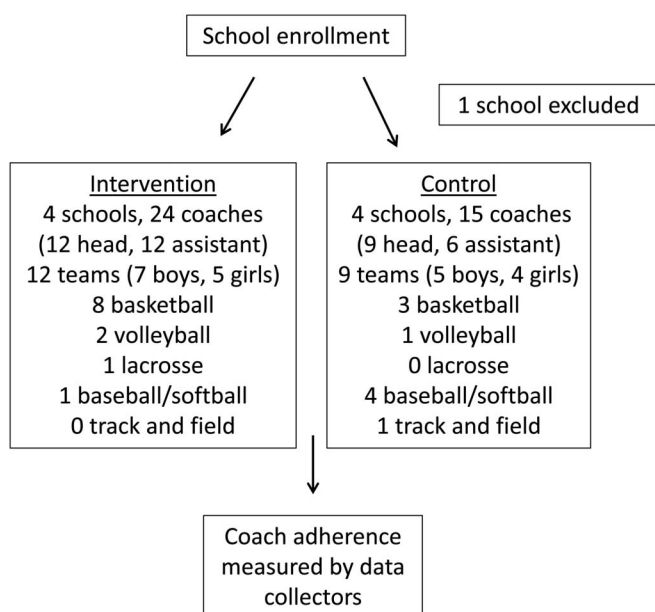 School enrollment
1 school excluded
Intervention
4 schools, 24 coaches
(12 head, 12 assistant)
12 teams (7 boys, 5 girls)
8 basketball
2 volleyball
1 lacrosse
1 baseball/softball
0 track and field
Control
4 schools, 15 coaches
(9 head, 6 assistant)
9 teams (5 boys, 4 girls)
3 basketball
1 volleyball
0 lacrosse
4 baseball/softball
1 track and field
Coach adherence
measured by data
collectors